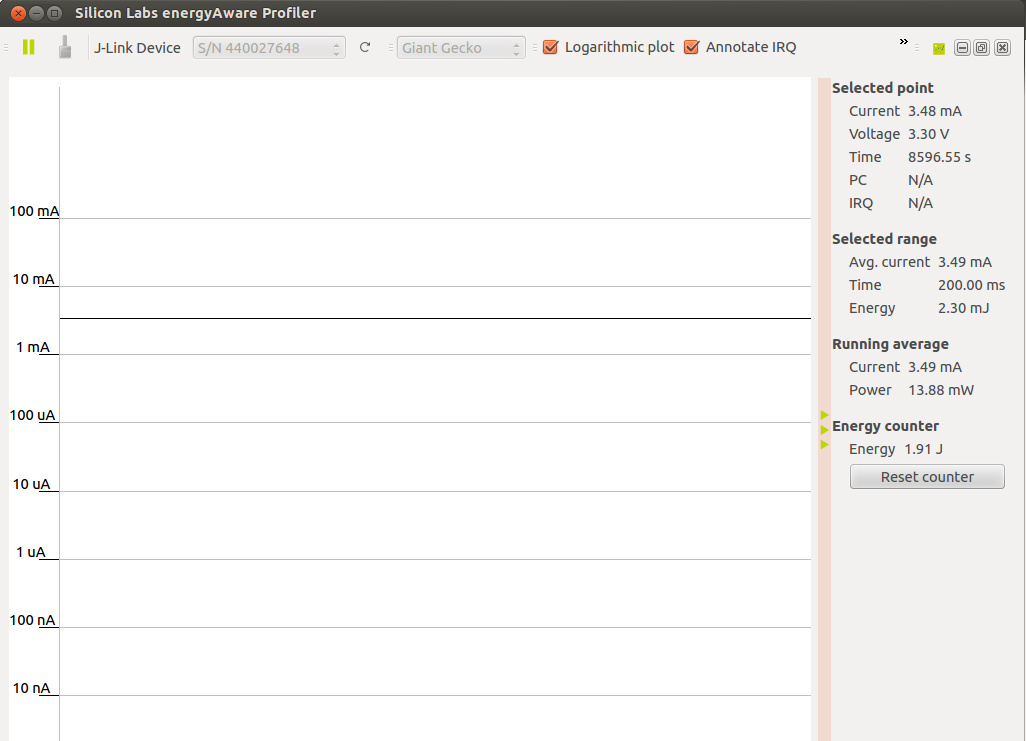 Silicon Labs energyAware Profiler
J-Link Device S/N 440027648 Giant Gecko Logarithmic plot Annotate IRQ »
100 mA
10 mA
1 mA
100 uA
10 uA
1 uA
100 nA
10 nA
Selected point
Current 3.48 mA
Voltage 3.30 V
Time 8596.55 s
PC N/A
IRQ N/A
Selected range
Avg. current 3.49 mA
Time 200.00 ms
Energy 2.30 mJ
Running average
Current 3.49 mA
Power 13.88 mW
Energy counter
Energy 1.91 J
Reset counter